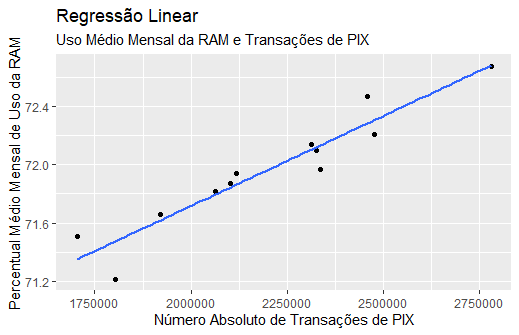 Regressão Linear
Uso Médio Mensal da RAM e Transações de PIX
Percentual Médio Mensal de Uso da RAM
72.4
72.0
71.6
71.2
1750000 2000000 2250000 2500000 2750000
Número Absoluto de Transações de PIX